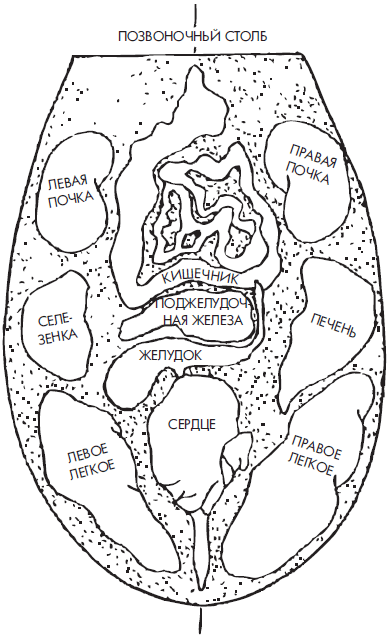 ПОЗВОНОЧНЫЙ СТОЛБ
ЛЕВАЯ
ПОЧКА
ПРАВАЯ
ПОЧКА
КИШЕЧНИК
ПОДЖЕЛУДОЧ-
НАЯ ЖЕЛЕЗА
СЕЛЕ-
ЗЕНКА
ПЕЧЕНЬ
ЖЕЛУДОК
СЕРДЦЕ
ЛЕВОЕ
ЛЕГКОЕ
ПРАВОЕ
ЛЕГКОЕ